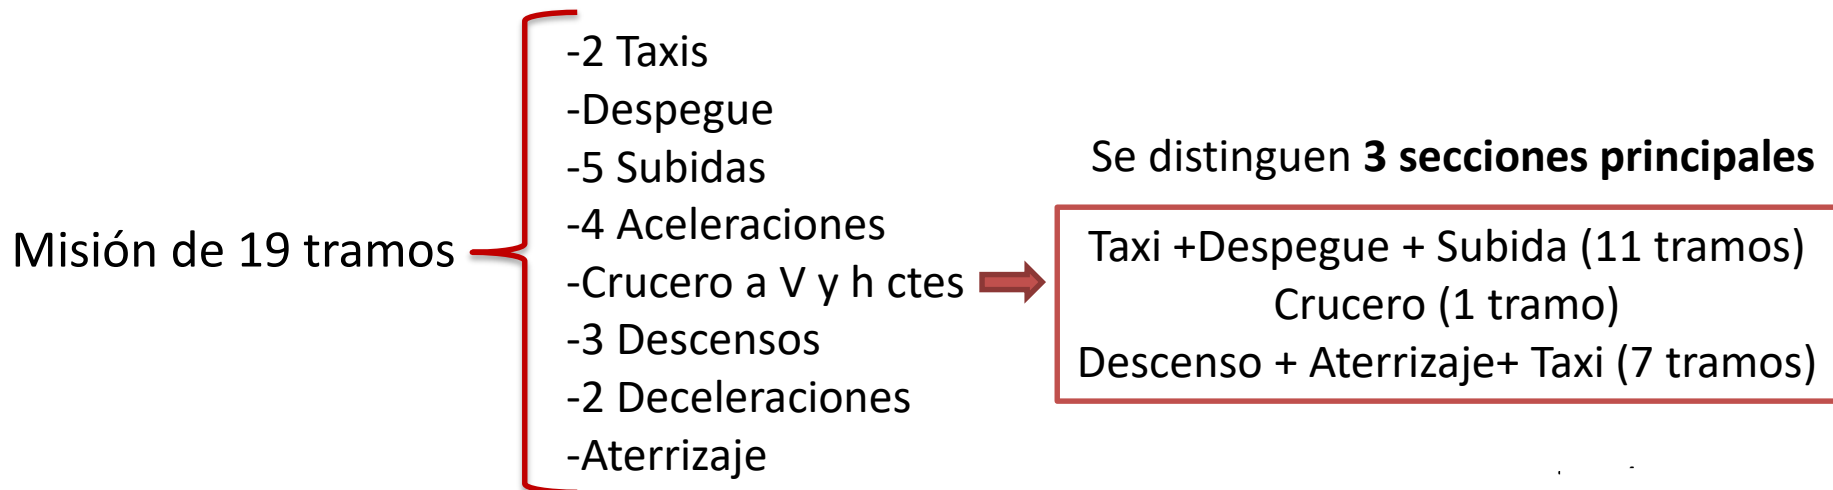 Misión de 19 tramos
-2 Taxis
-Despegue
-5 Subidas
-4 Aceleraciones
-Crucero a V y h ctes
-3 Descensos
-2 Deceleraciones
-Aterrizaje
Se distinguen 3 secciones principales
Taxi +Despegue + Subida (11 tramos)
Crucero (1 tramo)
Descenso + Aterrizaje+ Taxi (7 tramos)